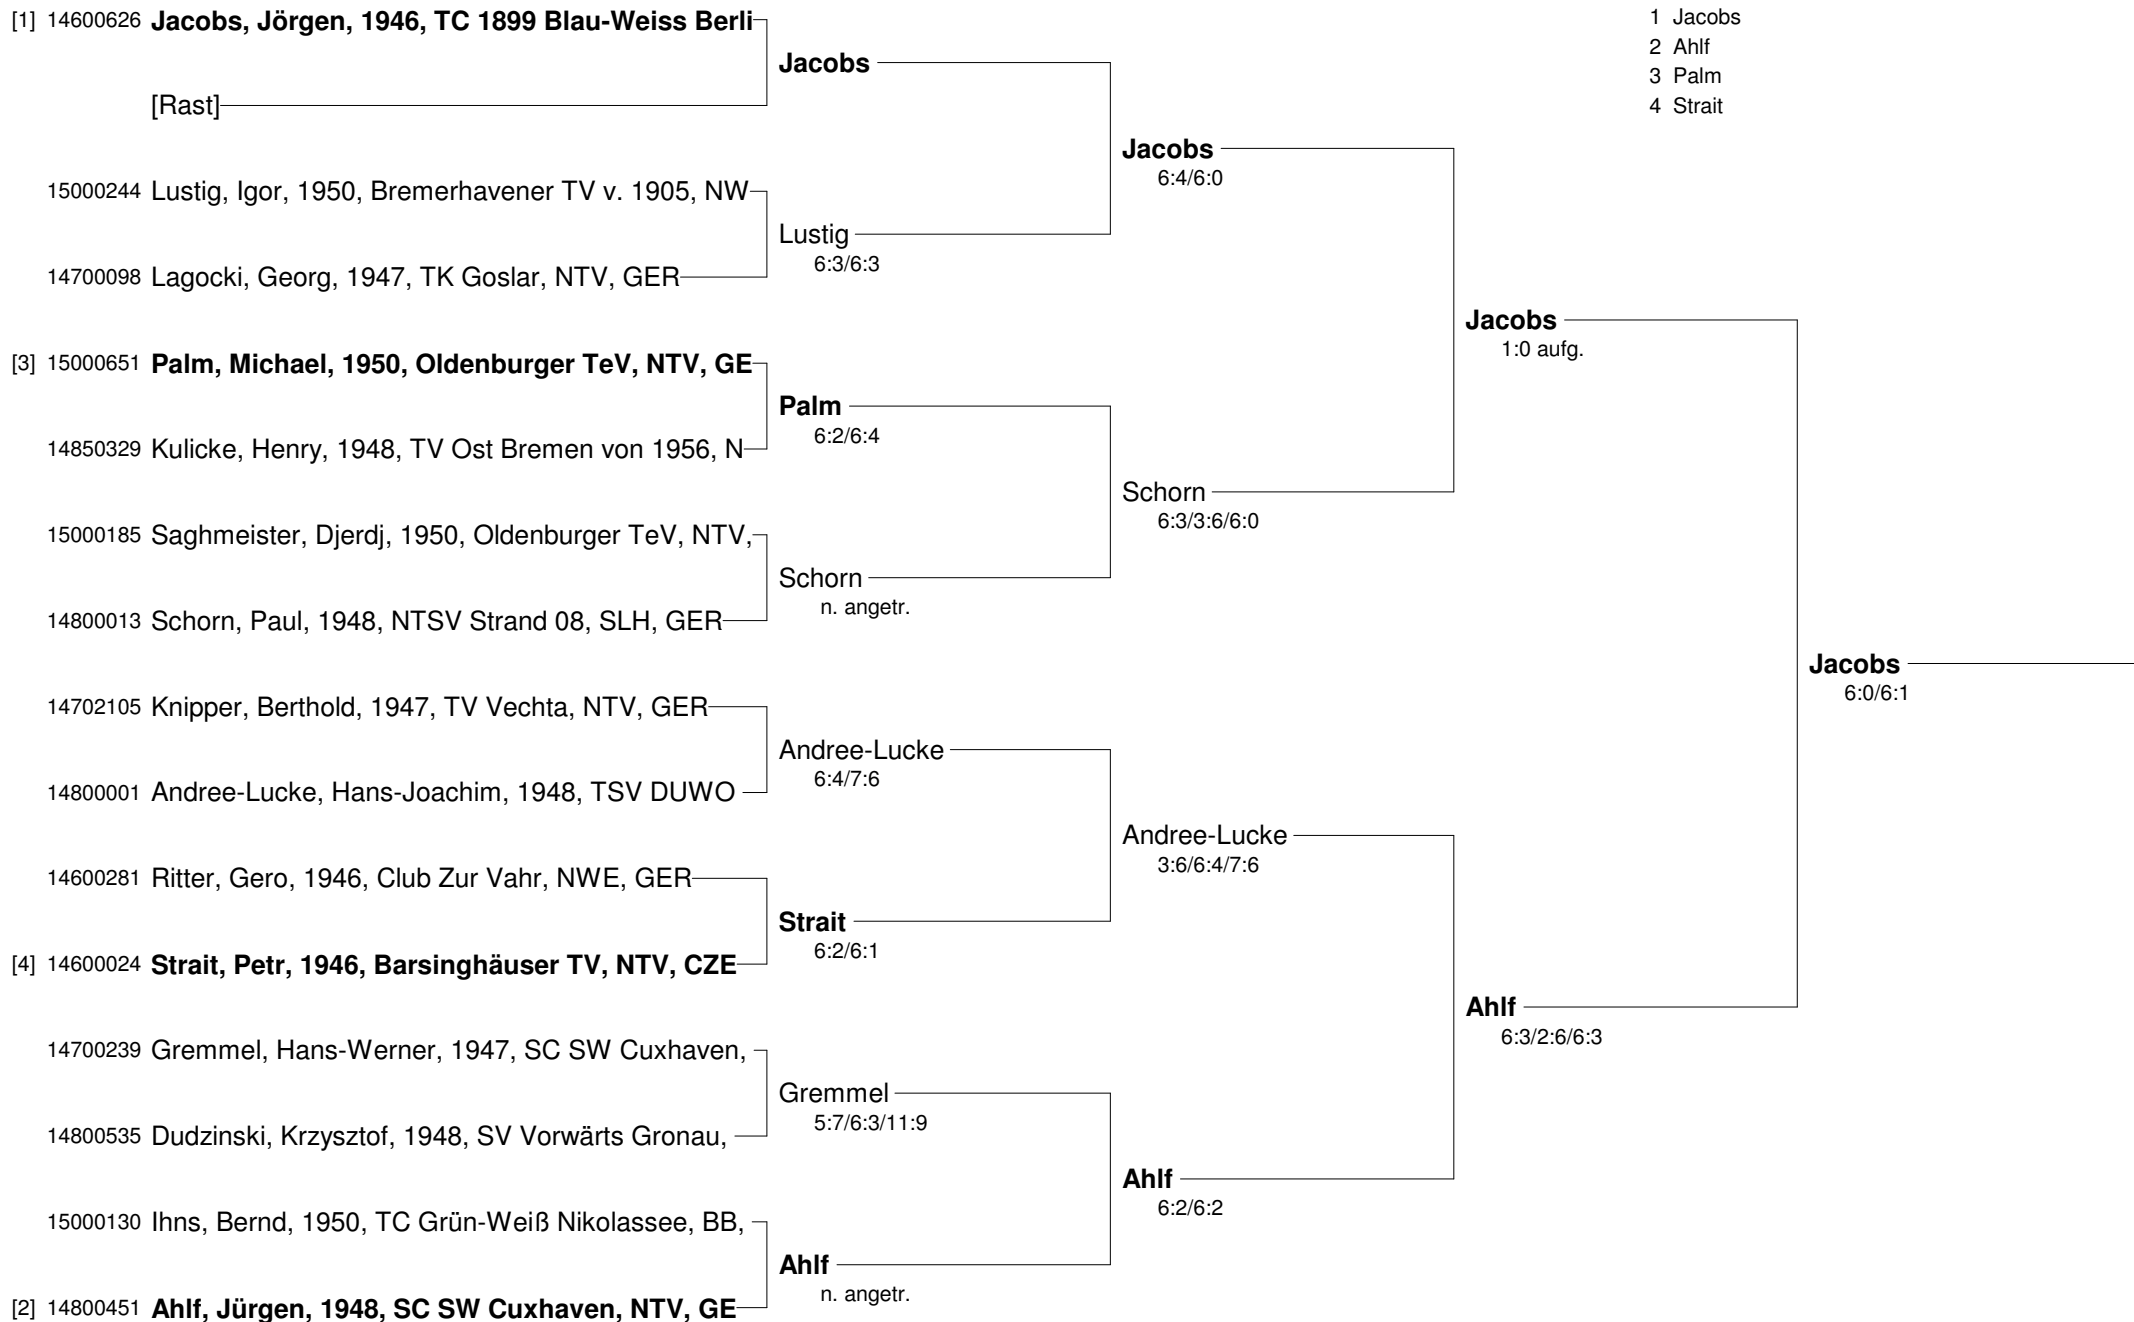 [1] 14600626 Jacobs, Jörgen, 1946, TC 1899 Blau-Weiss Berli
1 Jacobs
2 Ahlf
3 Palm
4 Strait
Jacobs
[Rast]
Jacobs
6:4/6:0
15000244 Lustig, Igor, 1950, Bremerhavener TV v. 1905, NW
Lustig
6:3/6:3
14700098 Lagocki, Georg, 1947, TK Goslar, NTV, GER
Jacobs
1:0 aufg.
[3] 15000651 Palm, Michael, 1950, Oldenburger TeV, NTV, GE
Palm
6:2/6:4
14850329 Kulicke, Henry, 1948, TV Ost Bremen von 1956, N
Schorn
6:3/3:6/6:0
15000185 Saghmeister, Djerdj, 1950, Oldenburger TeV, NTV,
Schorn
n. angetr.
14800013 Schorn, Paul, 1948, NTSV Strand 08, SLH, GER
Jacobs
6:0/6:1
14702105 Knipper, Berthold, 1947, TV Vechta, NTV, GER
Andree-Lucke
6:4/7:6
14800001 Andree-Lucke, Hans-Joachim, 1948, TSV DUWO
Andree-Lucke
3:6/6:4/7:6
14600281 Ritter, Gero, 1946, Club Zur Vahr, NWE, GER
Strait
6:2/6:1
[4] 14600024 Strait, Petr, 1946, Barsinghäuser TV, NTV, CZE
Ahlf
6:3/2:6/6:3
14700239 Gremmel, Hans-Werner, 1947, SC SW Cuxhaven,
Gremmel
5:7/6:3/11:9
14800535 Dudzinski, Krzysztof, 1948, SV Vorwärts Gronau,
Ahlf
6:2/6:2
15000130 Ihns, Bernd, 1950, TC Grün-Weiß Nikolassee, BB,
Ahlf
n. angetr.
[2] 14800451 Ahlf, Jürgen, 1948, SC SW Cuxhaven, NTV, GE